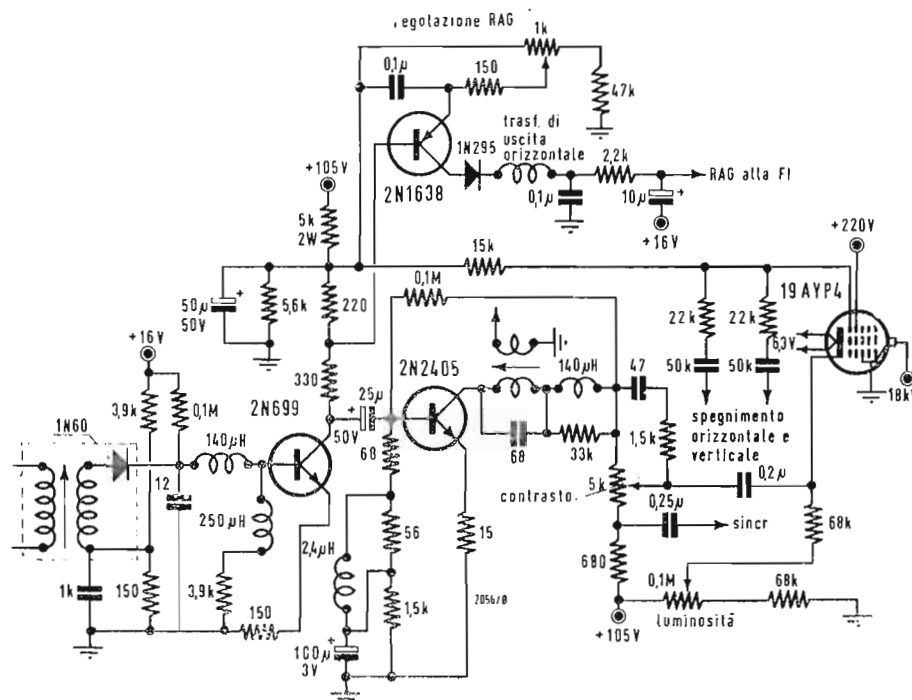 regolazione RAG
1k
0,1μ
150
47k
trasf. di
uscita
orizzontale
1N295
2,2k
RAG alla FI
2N1638
0,1μ
10μ
+
+16V
+105V
5k
2W
15k
+220V
0,1M
19AYP4
50μ
50V
+
5,6k
220
22k
22k
6,3V
+16V
2N2405
140μH
47
50k
50k
18kV
330
25μ
+
50V
spegnimento
orizzontale e
verticale
3,9k
0,1M
2N699
1N60
140μH
68
68
33k
1,5k
12
5k
contrasto
0,2μ
0,25μ
sincr
250μH
2,4μH
56
15
68k
680
0,1M
68k
1k
150
3,9k
150
1,5k
2056/8
luminosità
+105V
100μ
3V
+